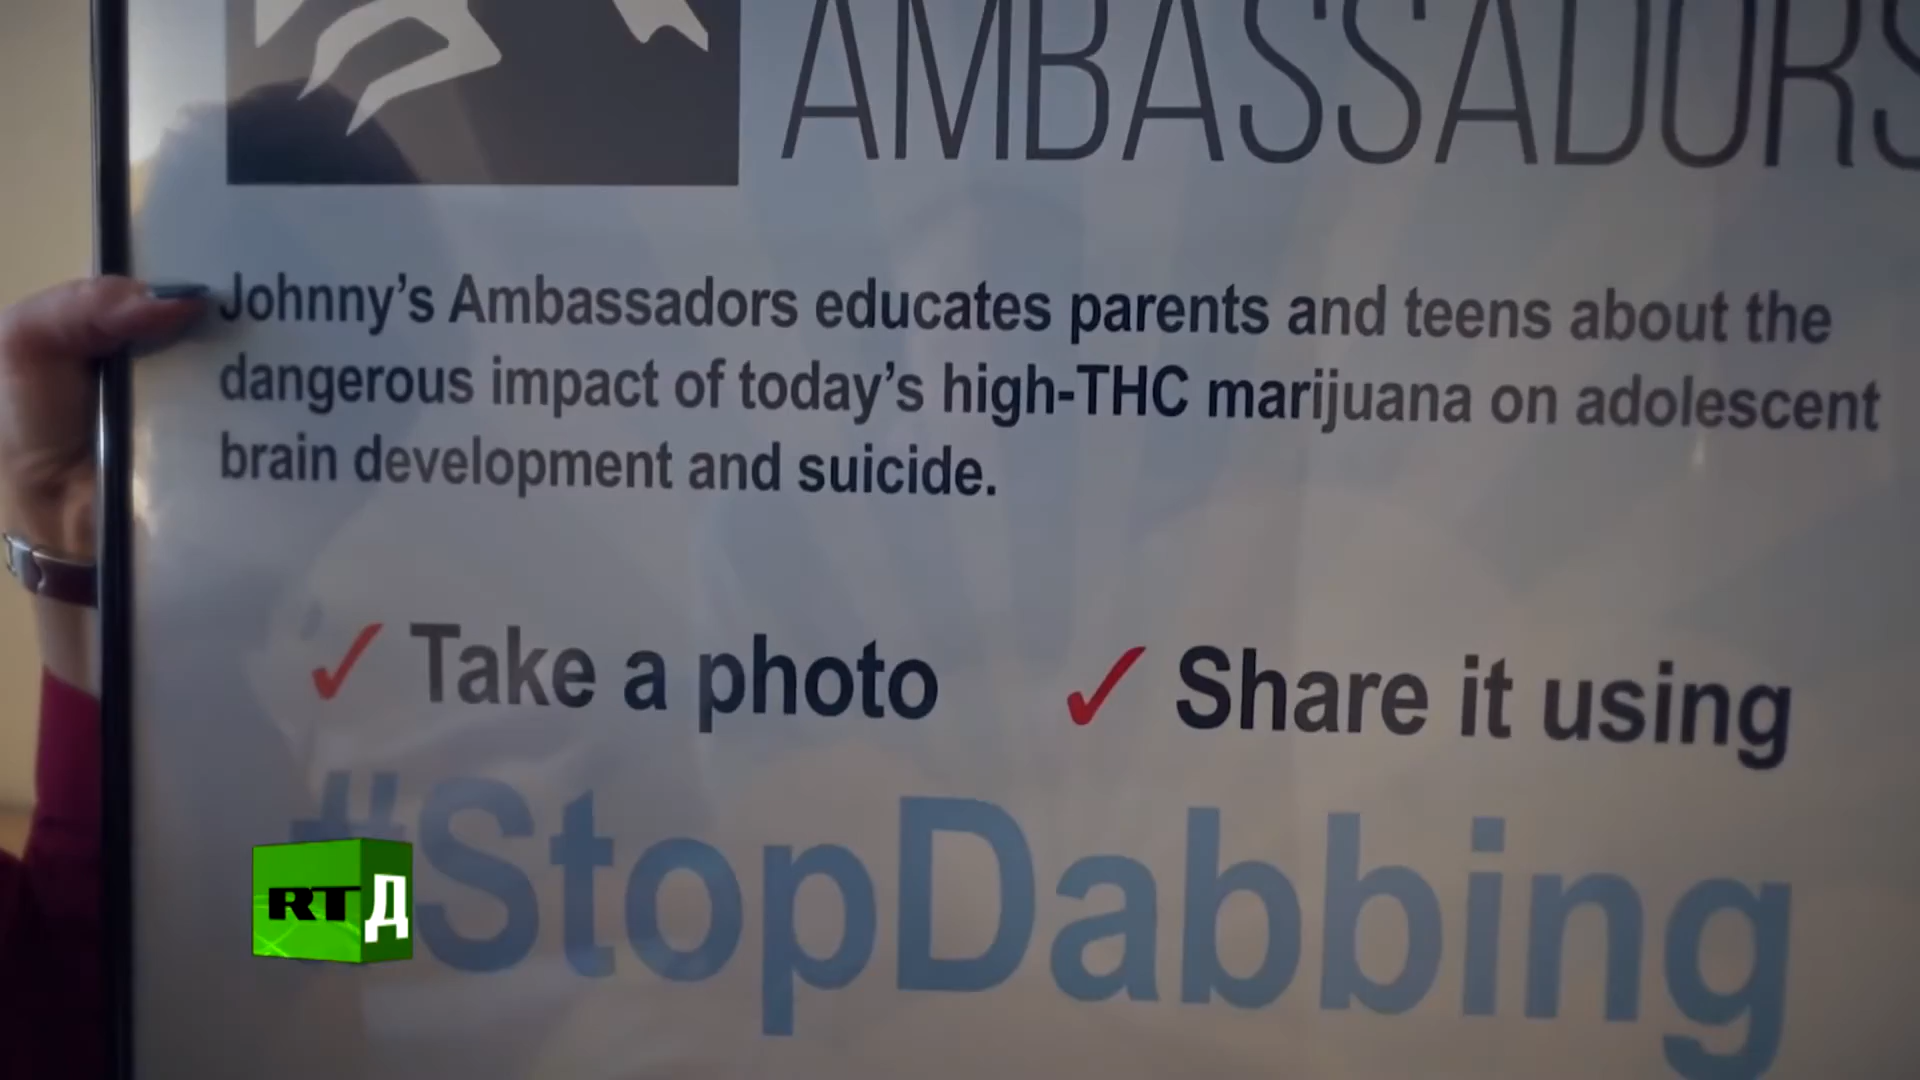 AMBASSADORS
Johnny's Ambassadors educates parents and teens about the
dangerous impact of today's high-THC marijuana on adolescent
brain development and suicide.
✓ Take a photo ✓ Share it using
#StopDabbing
RTД